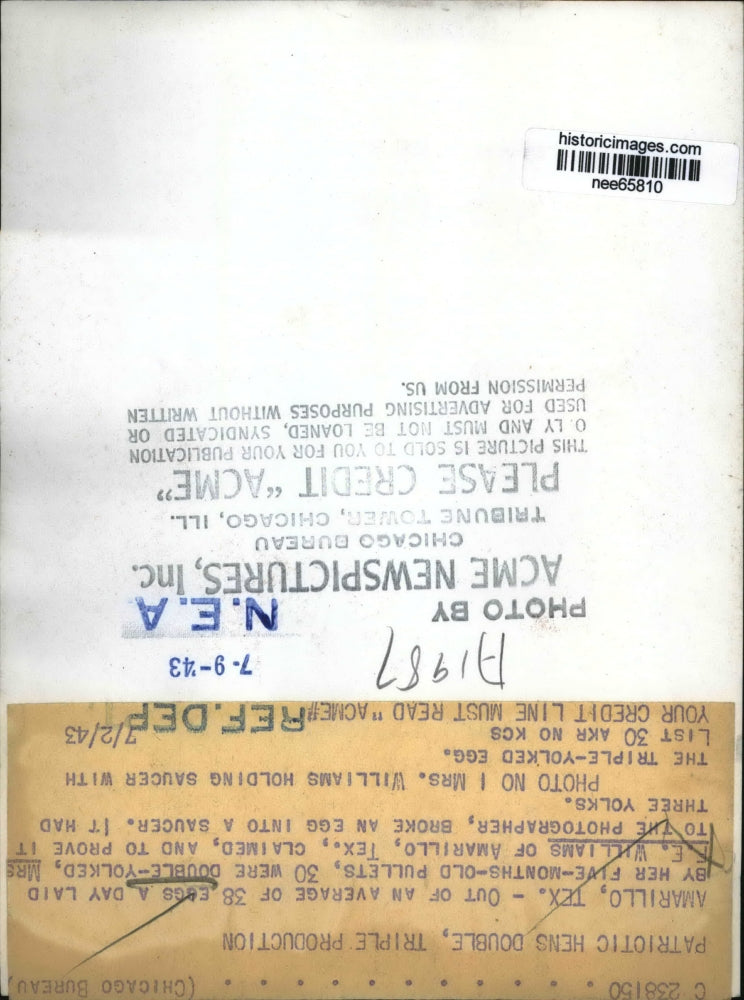 historicimages.com
nee65810
C 238150 . . . . . . . . . . . (CHICAGO BUREAU)
PATRIOTIC HENS DOUBLE, TRIPLE PRODUCTION
AMARILLO, TEX. - OUT OF AN AVERAGE OF 38 EGGS A DAY LAID
BY HER FIVE-MONTHS-OLD PULLETS, 30 WERE DOUBLE-YOLKED, MRS
F.E. WILLIAMS OF AMARILLO, TEX., CLAIMED, AND TO PROVE IT
TO THE PHOTOGRAPHER, BROKE AN EGG INTO A SAUCER. IT HAD
THREE YOLKS.
PHOTO NO I MRS. WILLIAMS HOLDING SAUCER WITH
THE TRIPLE-YOLKED EGG.
LIST 30 AKR NO KCS 7/2/43
YOUR CREDIT LINE MUST READ "ACME"
REF. DEPT
A1987
7-9-43
N.E.A
PHOTO BY
ACME NEWSPICTURES, Inc.
CHICAGO BUREAU
TRIBUNE TOWER, CHICAGO, ILL.
PLEASE CREDIT "ACME"
THIS PICTURE IS SOLD TO YOU FOR YOUR PUBLICATION
O LY AND MUST NOT BE LOANED, SYNDICATED OR
USED FOR ADVERTISING PURPOSES WITHOUT WRITTEN
PERMISSION FROM US.